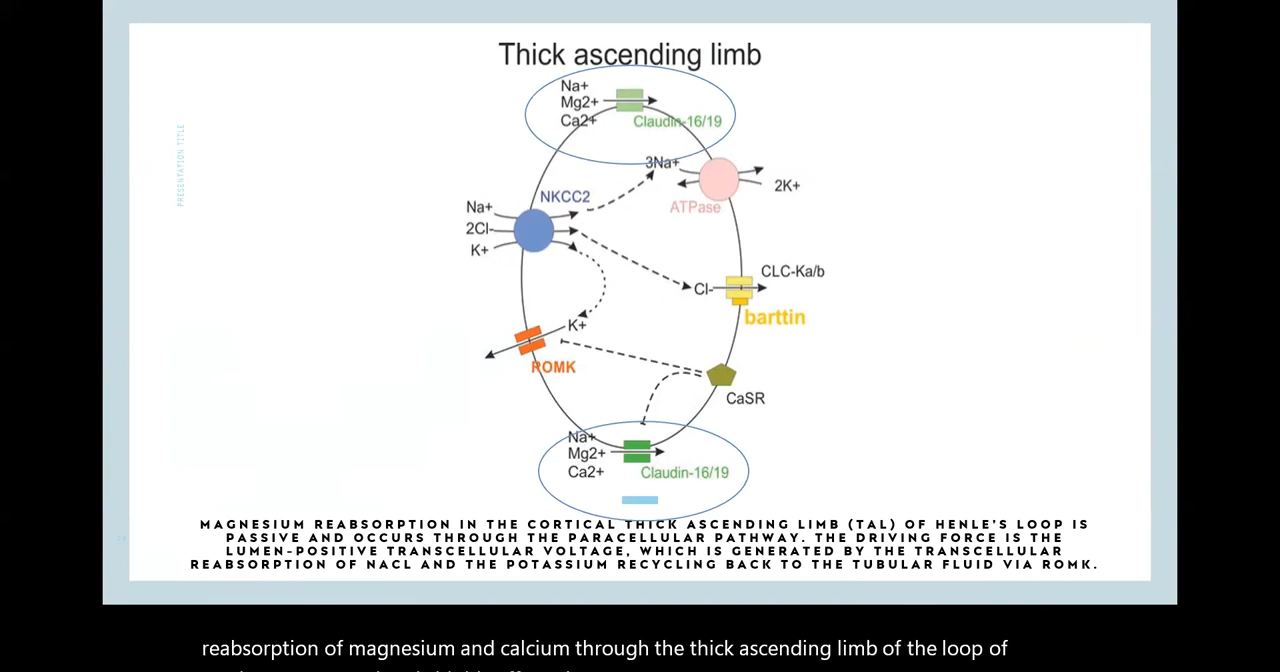 Thick ascending limb
PRESENTATION TITLE
Na+
Mg2+
Ca2+
Claudin-16/19
3Na+
2K+
ATPase
NKCC2
Na+
2Cl-
K+
CLC-Ka/b
Cl-
barttin
K+
ROMK
CaSR
Na+
Mg2+
Ca2+
Claudin-16/19
MAGNESIUM REABSORPTION IN THE CORTICAL THICK ASCENDING LIMB (TAL) OF HENLE'S LOOP IS
PASSIVE AND OCCURS THROUGH THE PARACELLULAR PATHWAY. THE DRIVING FORCE IS THE
LUMEN-POSITIVE TRANSCELLULAR VOLTAGE, WHICH IS GENERATED BY THE TRANSCELLULAR
REABSORPTION OF NACL AND THE POTASSIUM RECYCLING BACK TO THE TUBULAR FLUID VIA ROMK.
reabsorption of magnesium and calcium through the thick ascending limb of the loop of